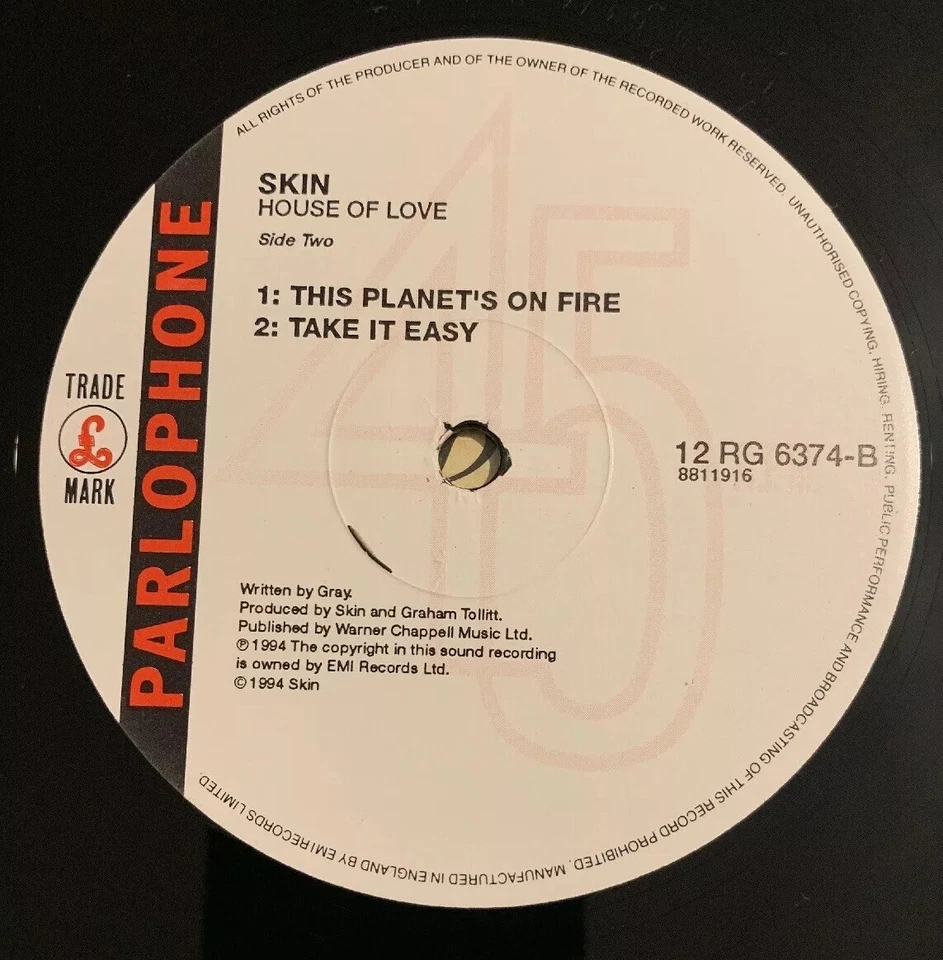 ALL RIGHTS OF THE PRODUCER AND OF THE OWNER OF THE RECORDED WORK RESERVED. UNAUTHORISED COPYING, HIRING, RENTING, PUBLIC PERFORMANCE AND BROADCASTING OF THIS RECORD PROHIBITED. MANUFACTURED IN ENGLAND BY EMI RECORDS LIMITED.
SKIN
HOUSE OF LOVE
Side Two
1: THIS PLANET'S ON FIRE
2: TAKE IT EASY
PARLOPHONE
TRADE
£
MARK
45
12 RG 6374-B
8811916
Written by Gray.
Produced by Skin and Graham Tollitt.
Published by Warner Chappell Music Ltd.
℗ 1994 The copyright in this sound recording
is owned by EMI Records Ltd.
© 1994 Skin